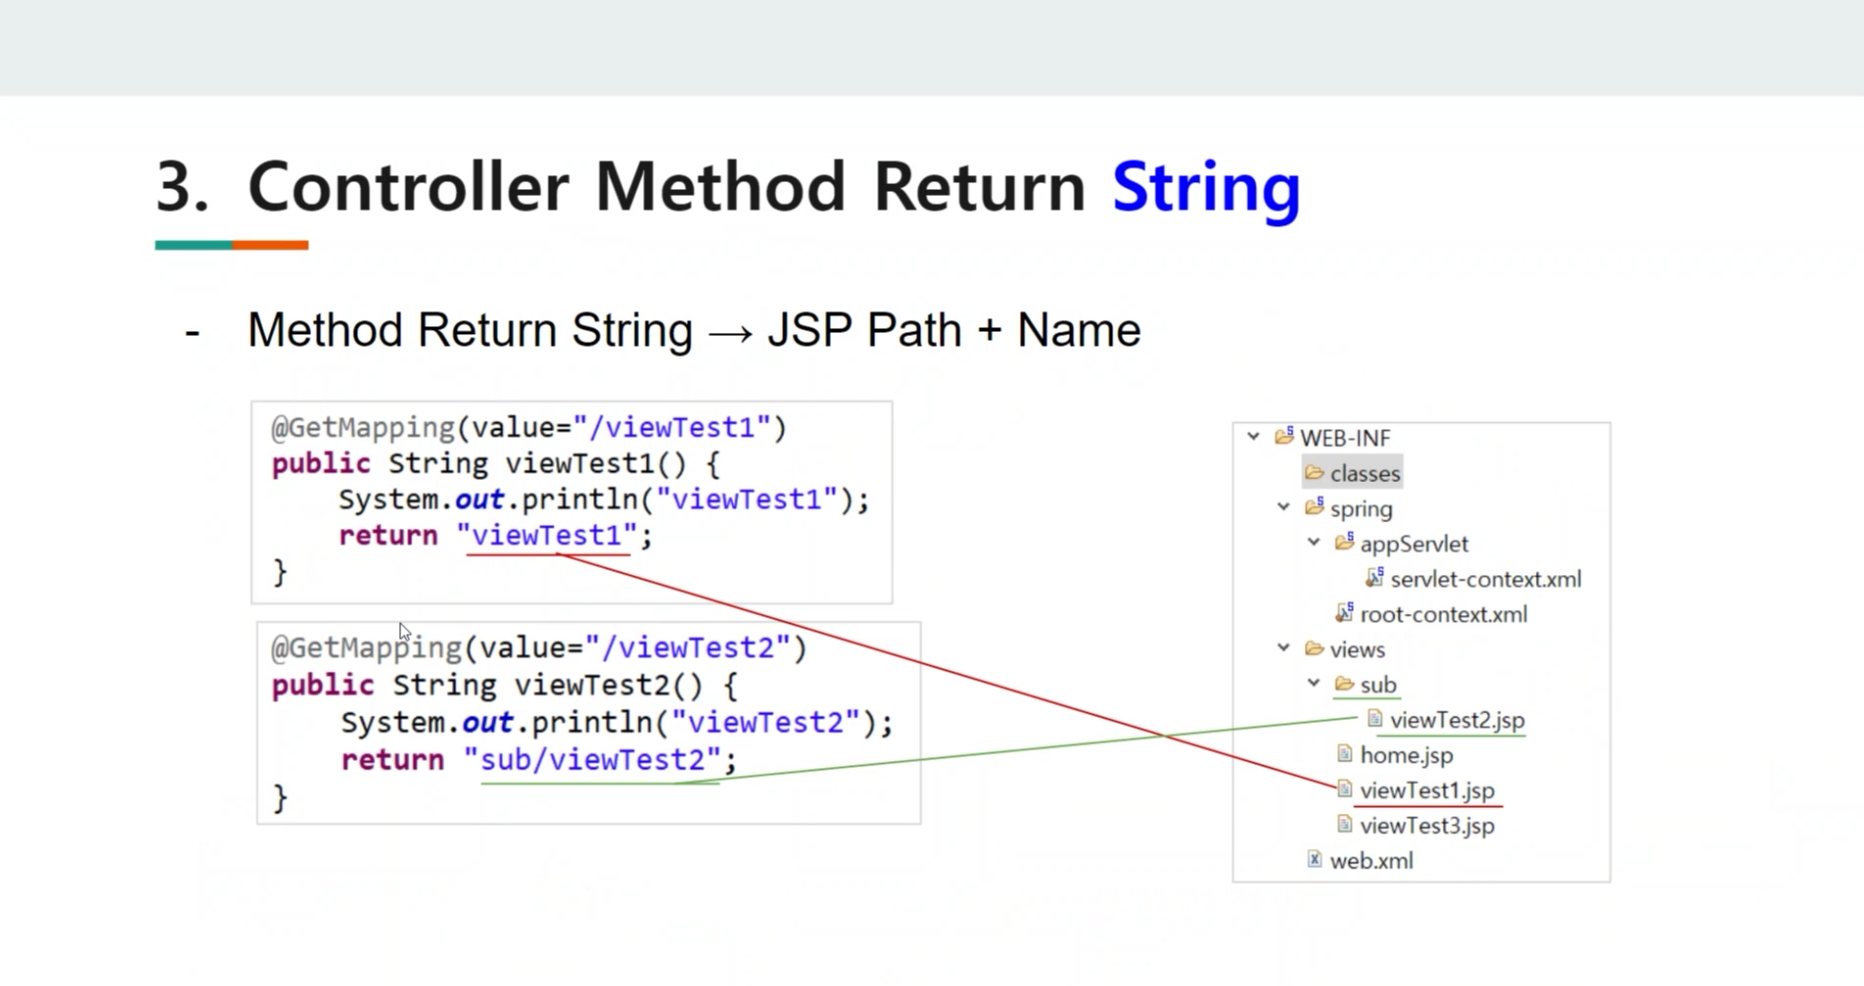 3. Controller Method Return String
- Method Return String → JSP Path + Name
@GetMapping(value="/viewTest1")
public String viewTest1() {
System.out.println("viewTest1");
return "viewTest1";
}
@GetMapping(value="/viewTest2")
public String viewTest2() {
System.out.println("viewTest2");
return "sub/viewTest2";
}
WEB-INF
classes
spring
appServlet
servlet-context.xml
root-context.xml
views
sub
viewTest2.jsp
home.jsp
viewTest1.jsp
viewTest3.jsp
web.xml